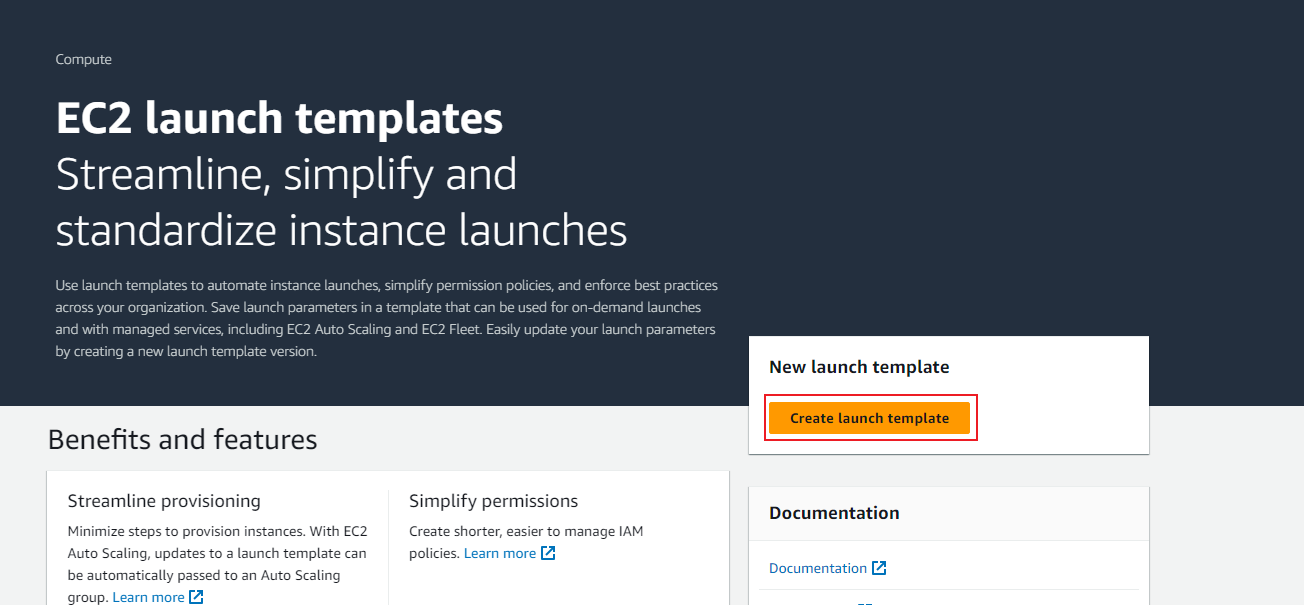 Compute
EC2 launch templates
Streamline, simplify and
standardize instance launches
Use launch templates to automate instance launches, simplify permission policies, and enforce best practices
across your organization. Save launch parameters in a template that can be used for on-demand launches
and with managed services, including EC2 Auto Scaling and EC2 Fleet. Easily update your launch parameters
by creating a new launch template version.
New launch template
Create launch template
Benefits and features
Streamline provisioning
Minimize steps to provision instances. With EC2
Auto Scaling, updates to a launch template can
be automatically passed to an Auto Scaling
group. Learn more
Simplify permissions
Create shorter, easier to manage IAM
policies. Learn more
Documentation
Documentation